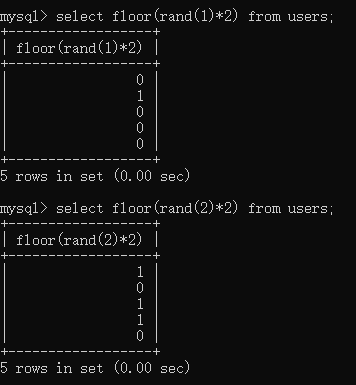 mysql> select floor(rand(1)*2) from users;
+------------------+
| floor(rand(1)*2) |
+------------------+
|                0 |
|                1 |
|                0 |
|                0 |
|                0 |
+------------------+
5 rows in set (0.00 sec)

mysql> select floor(rand(2)*2) from users;
+------------------+
| floor(rand(2)*2) |
+------------------+
|                1 |
|                0 |
|                1 |
|                1 |
|                0 |
+------------------+
5 rows in set (0.00 sec)